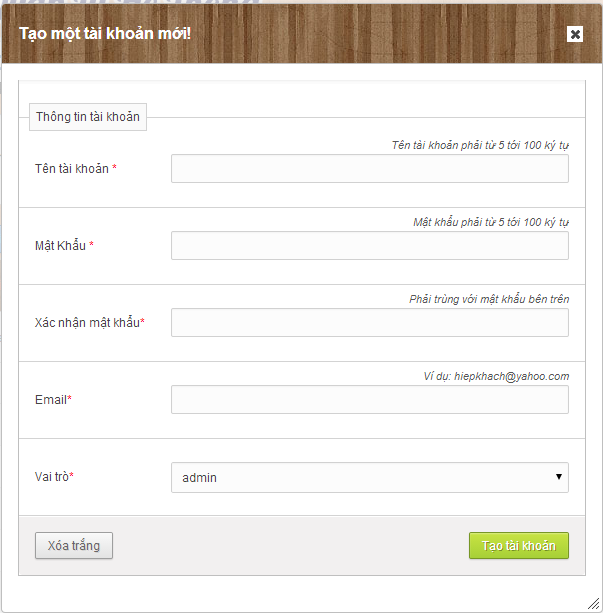 Tạo một tài khoản mới!
Thông tin tài khoản
Tên tài khoản phải từ 5 tới 100 ký tự
Tên tài khoản *
Mật khẩu phải từ 5 tới 100 ký tự
Mật Khẩu *
Phải trùng với mật khẩu bên trên
Xác nhận mật khẩu*
Ví dụ: hiepkhach@yahoo.com
Email*
Vai trò* admin
Xóa trắng Tạo tài khoản